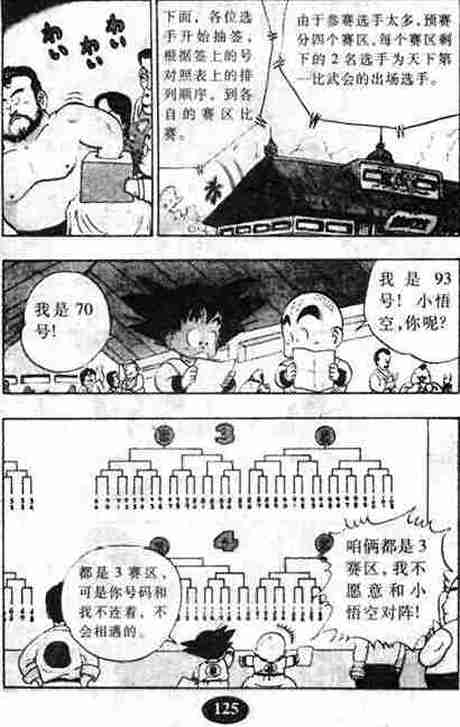 由于参赛选手太多,预赛
分四个赛区,每个赛区剩
下的2名选手为天下第
一比武会的出场选手。
下面,各位选
手开始抽签,
根据签上的号
对照表上的排
列顺序,到各
自的赛区比
赛。
わい
わい
我是93
号!小悟
空,你呢?
我是70
号!
3
4
咱俩都是3
赛区,我不
愿意和小
悟空对阵!
都是3赛区,
可是你号码和
我不连着,不
会相遇的。
125